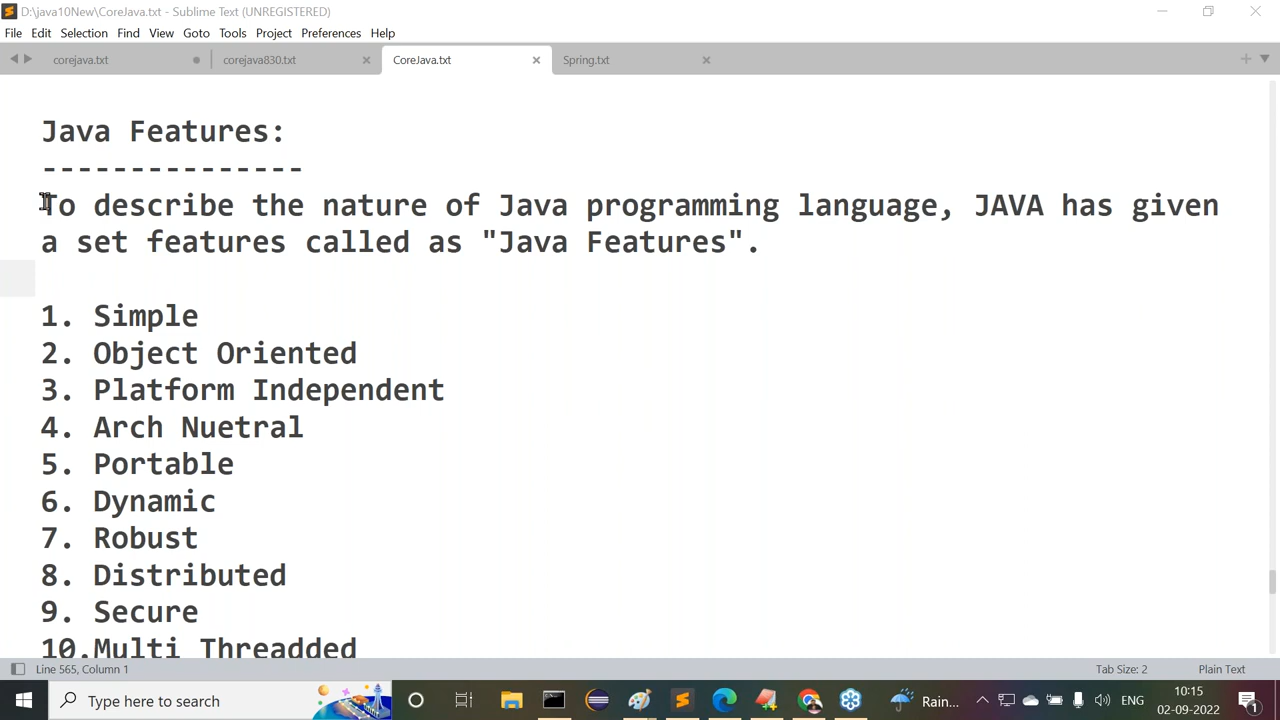 D:\java10New\CoreJava.txt - Sublime Text (UNREGISTERED)
File Edit Selection Find View Goto Tools Project Preferences Help
corejava.txt corejava830.txt CoreJava.txt Spring.txt
Java Features:
---------------
To describe the nature of Java programming language, JAVA has given
a set features called as "Java Features".
1. Simple
2. Object Oriented
3. Platform Independent
4. Arch Nuetral
5. Portable
6. Dynamic
7. Robust
8. Distributed
9. Secure
10.Multi Threadded
Line 565, Column 1 Tab Size: 2 Plain Text
Type here to search Rain... ENG 10:15
02-09-2022 1